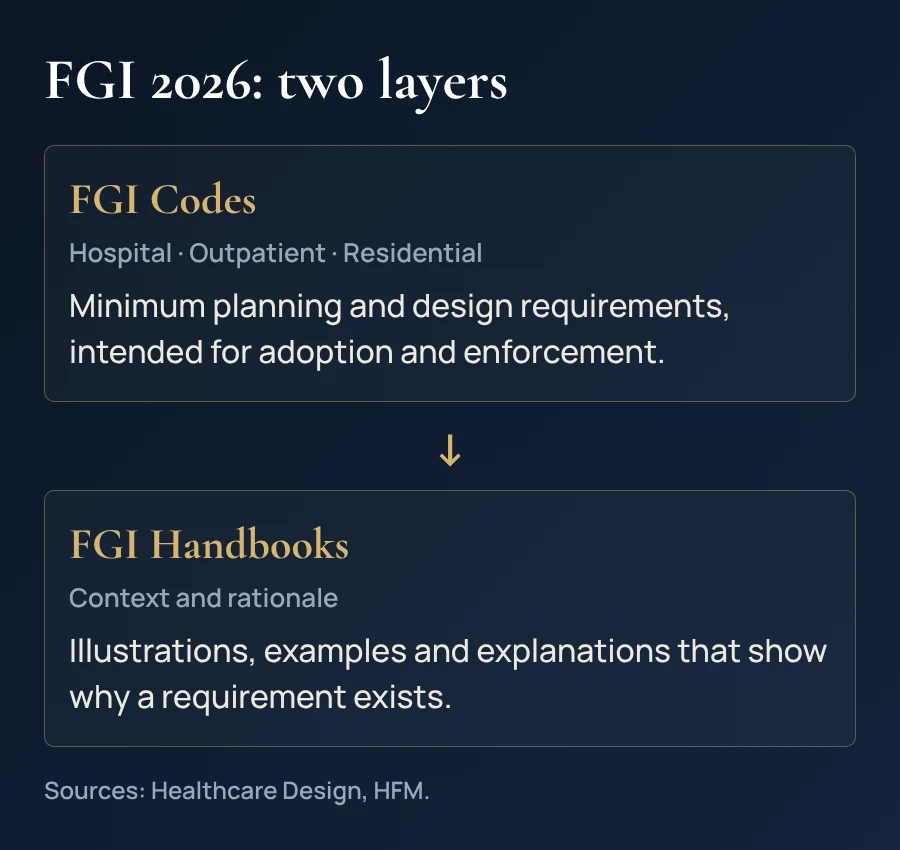 FGI 2026: two layers
FGI Codes
Hospital · Outpatient · Residential
Minimum planning and design requirements,
intended for adoption and enforcement.
↓
FGI Handbooks
Context and rationale
Illustrations, examples and explanations that show
why a requirement exists.
Sources: Healthcare Design, HFM.